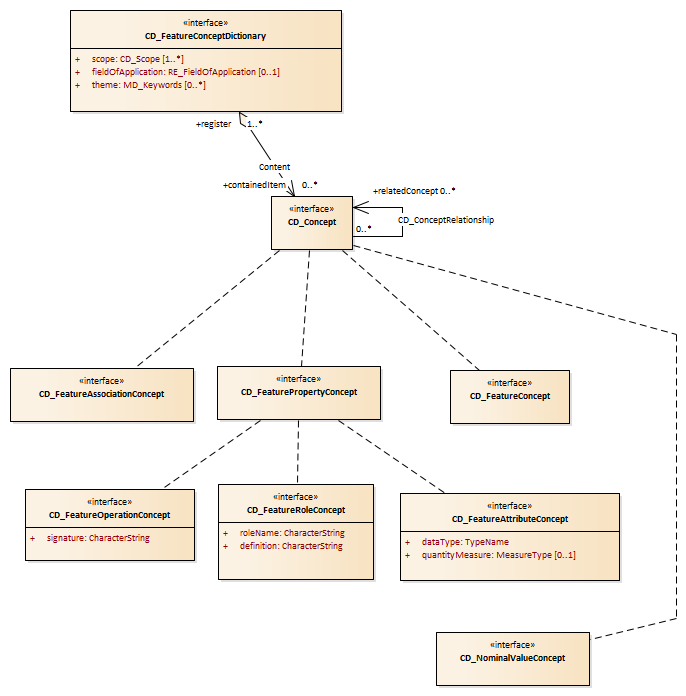 «interface»
CD_FeatureConceptDictionary
+ scope: CD_Scope [1..*]
+ fieldOfApplication: RE_FieldOfApplication [0..1]
+ theme: MD_Keywords [0..*]
+register 1..*
Content
+containedItem 0..*
+relatedConcept 0..*
«interface»
CD_Concept
CD_ConceptRelationship
0..*
«interface»
CD_FeatureAssociationConcept
«interface»
CD_FeaturePropertyConcept
«interface»
CD_FeatureConcept
«interface»
CD_FeatureOperationConcept
+ signature: CharacterString
«interface»
CD_FeatureRoleConcept
+ roleName: CharacterString
+ definition: CharacterString
«interface»
CD_FeatureAttributeConcept
+ dataType: TypeName
+ quantityMeasure: MeasureType [0..1]
«interface»
CD_NominalValueConcept